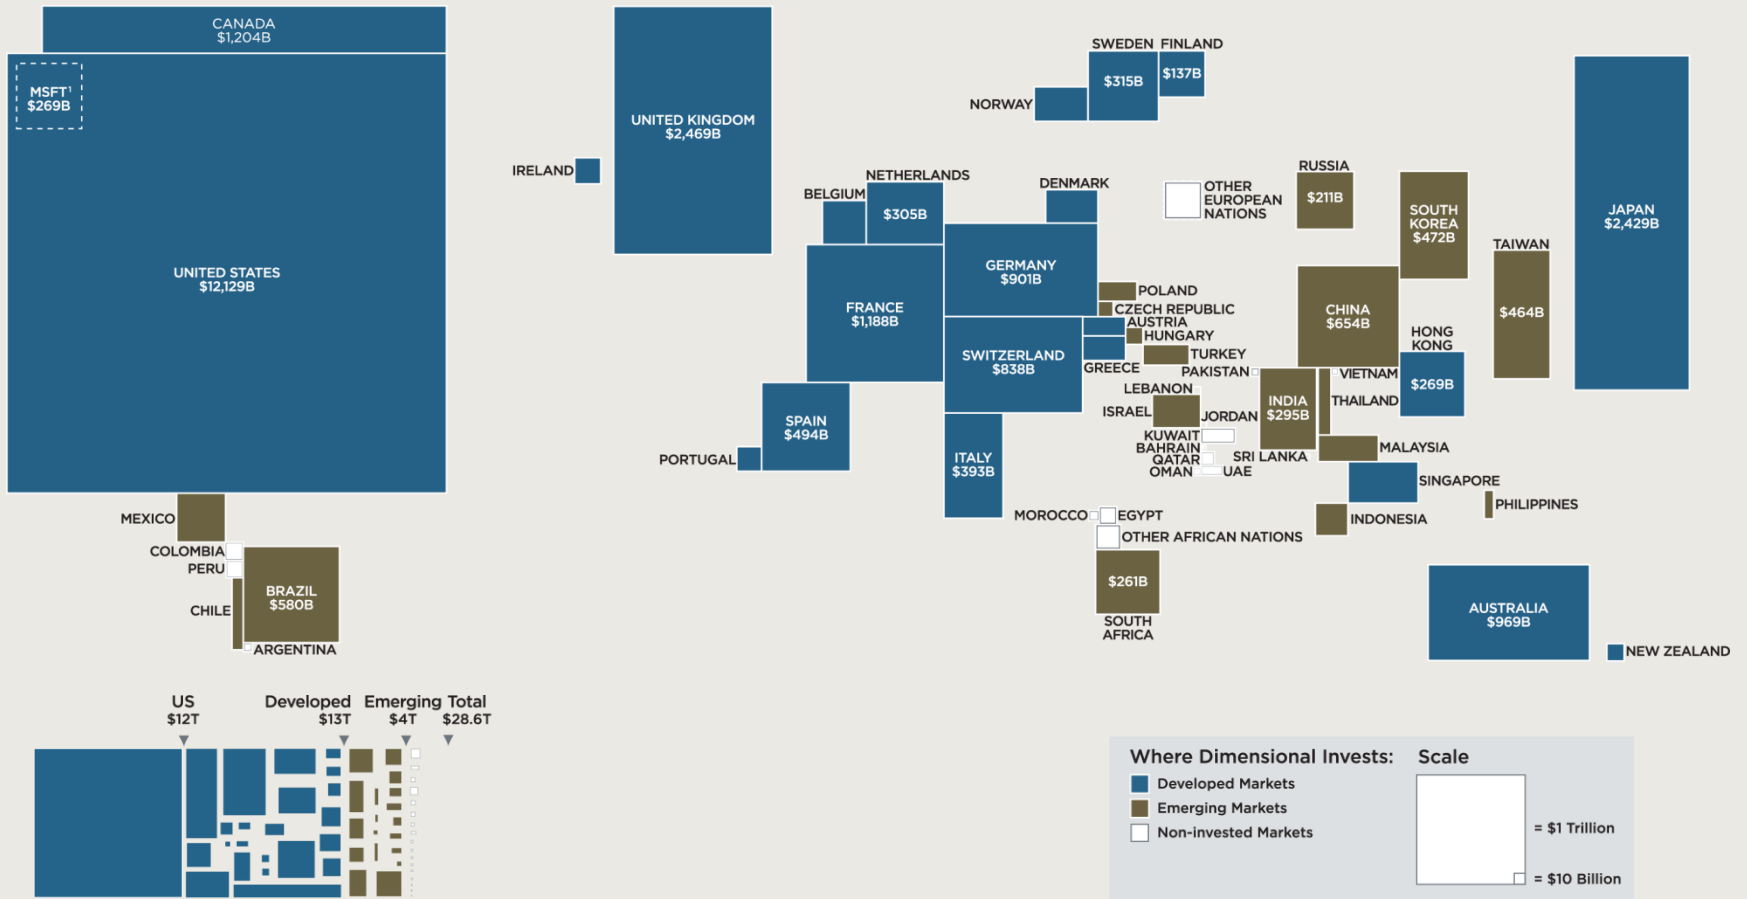 CANADA
$1,204B
MSFT¹
$269B
UNITED STATES
$12,129B
MEXICO
COLOMBIA
PERU
CHILE
BRAZIL
$580B
ARGENTINA
UNITED KINGDOM
$2,469B
IRELAND
SWEDEN
$315B
FINLAND
$137B
NORWAY
NETHERLANDS
$305B
BELGIUM
DENMARK
GERMANY
$901B
FRANCE
$1,188B
SWITZERLAND
$838B
SPAIN
$494B
PORTUGAL
ITALY
$393B
OTHER
EUROPEAN
NATIONS
POLAND
CZECH REPUBLIC
AUSTRIA
HUNGARY
GREECE
TURKEY
PAKISTAN
LEBANON
ISRAEL
JORDAN
KUWAIT
BAHRAIN
QATAR
OMAN
UAE
SRI LANKA
MOROCCO
EGYPT
OTHER AFRICAN NATIONS
$261B
SOUTH
AFRICA
RUSSIA
$211B
SOUTH
KOREA
$472B
JAPAN
$2,429B
TAIWAN
$464B
CHINA
$654B
HONG
KONG
$269B
INDIA
$295B
VIETNAM
THAILAND
MALAYSIA
SINGAPORE
PHILIPPINES
INDONESIA
AUSTRALIA
$969B
NEW ZEALAND
US
$12T
Developed
$13T
Emerging
$4T
Total
$28.6T
Where Dimensional Invests:
Developed Markets
Emerging Markets
Non-invested Markets
Scale
= $1 Trillion
= $10 Billion